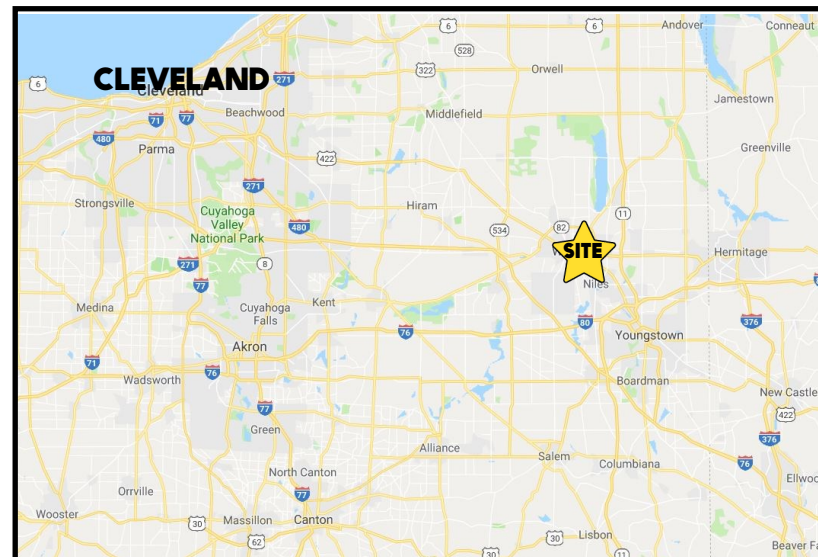 6
Andover
Conneaut
528
CLEVELAND
271
322
Orwell
6
Cleveland
6
Jamestown
Beachwood
Middlefield
71
77
480
Parma
422
Greenville
271
Strongsville
Hiram
Cuyahoga
Valley
National Park
480
534
82
11
SITE
Hermitage
8
271
77
Niles
Medina
Cuyahoga
Falls
Kent
80
376
76
Youngstown
Akron
71
76
Wadsworth
Boardman
New Castle
77
422
Green
376
Alliance
Salem
Columbiana
76
North Canton
Ellwo
Orrville
77
Wooster
30
Massillon
Canton
62
30
Lisbon
30
11
Beaver Fa